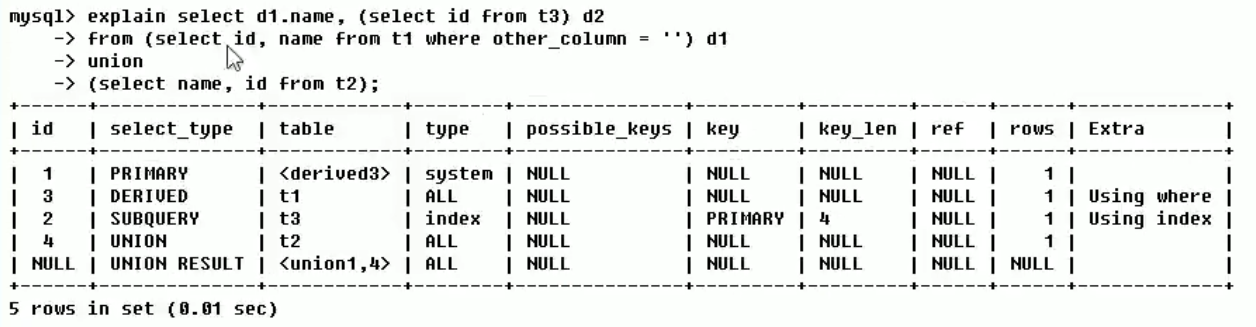 mysql> explain select d1.name, (select id from t3) d2
-> from (select id, name from t1 where other_column = '') d1
-> union
-> (select name, id from t2);
+------+--------------+------------+--------+---------------+---------+---------+------+------+-------------+
| id | select_type | table | type | possible_keys | key | key_len | ref | rows | Extra |
+------+--------------+------------+--------+---------------+---------+---------+------+------+-------------+
| 1 | PRIMARY | <derived3> | system | NULL | NULL | NULL | NULL | 1 | |
| 3 | DERIVED | t1 | ALL | NULL | NULL | NULL | NULL | 1 | Using where |
| 2 | SUBQUERY | t3 | index | NULL | PRIMARY | 4 | NULL | 1 | Using index |
| 4 | UNION | t2 | ALL | NULL | NULL | NULL | NULL | 1 | |
| NULL | UNION RESULT | <union1,4> | ALL | NULL | NULL | NULL | NULL | NULL | |
+------+--------------+------------+--------+---------------+---------+---------+------+------+-------------+
5 rows in set (0.01 sec)